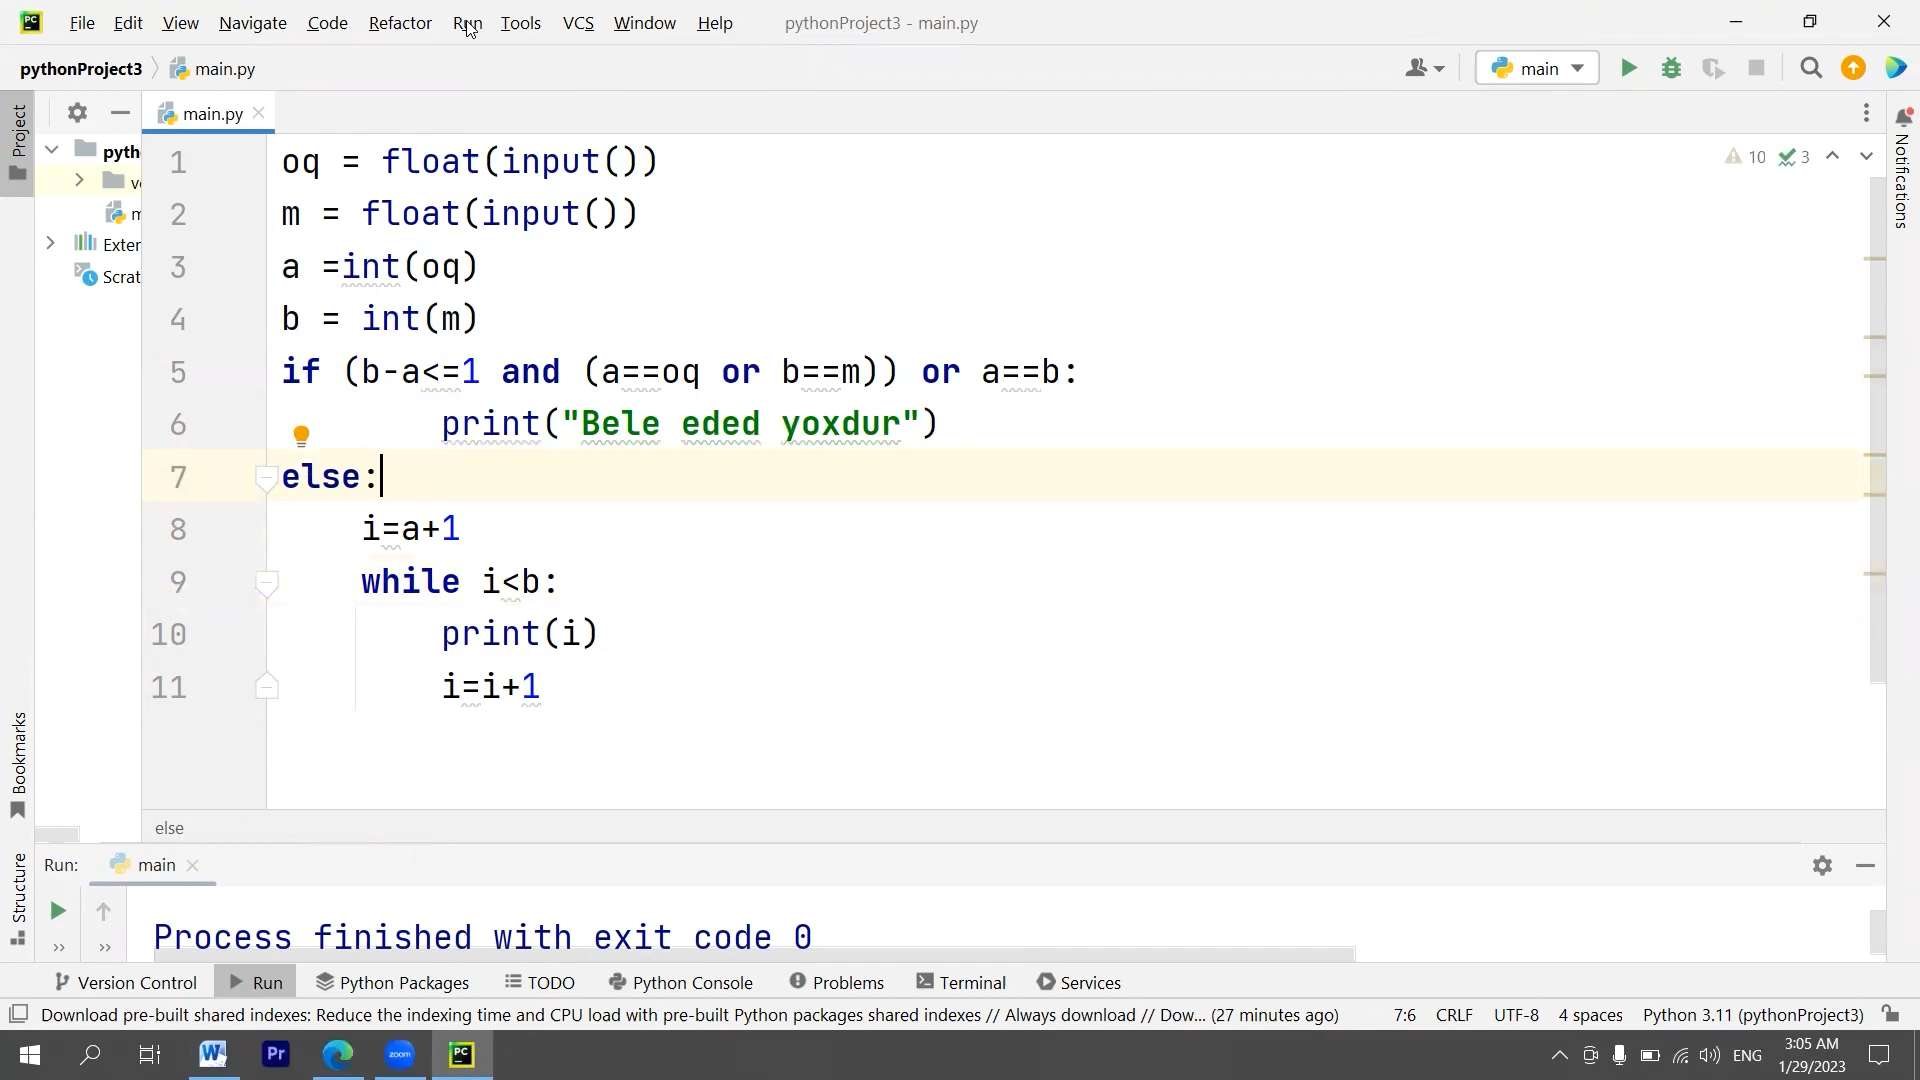 File Edit View Navigate Code Refactor Run Tools VCS Window Help pythonProject3 - main.py
pythonProject3 main.py main
Project main.py
1 oq = float(input()) 10 3
2 m = float(input())
3 a =int(oq)
4 b = int(m)
5 if (b-a<=1 and (a==oq or b==m)) or a==b:
6 print("Bele eded yoxdur")
7 else:
8 i=a+1
9 while i<b:
10 print(i)
11 i=i+1
pyth
v
m
Exter
Scrat
Notifications
Bookmarks
Structure
else
Run: main
Process finished with exit code 0
Version Control Run Python Packages TODO Python Console Problems Terminal Services
Download pre-built shared indexes: Reduce the indexing time and CPU load with pre-built Python packages shared indexes // Always download // Dow... (27 minutes ago) 7:6 CRLF UTF-8 4 spaces Python 3.11 (pythonProject3)
W Pr zoom PC ENG 3:05 AM
1/29/2023